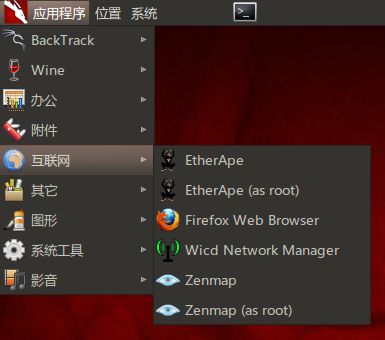 应用程序 位置 系统
BackTrack
Wine
办公
附件
互联网
其它
图形
系统工具
影音
EtherApe
EtherApe (as root)
Firefox Web Browser
Wicd Network Manager
Zenmap
Zenmap (as root)